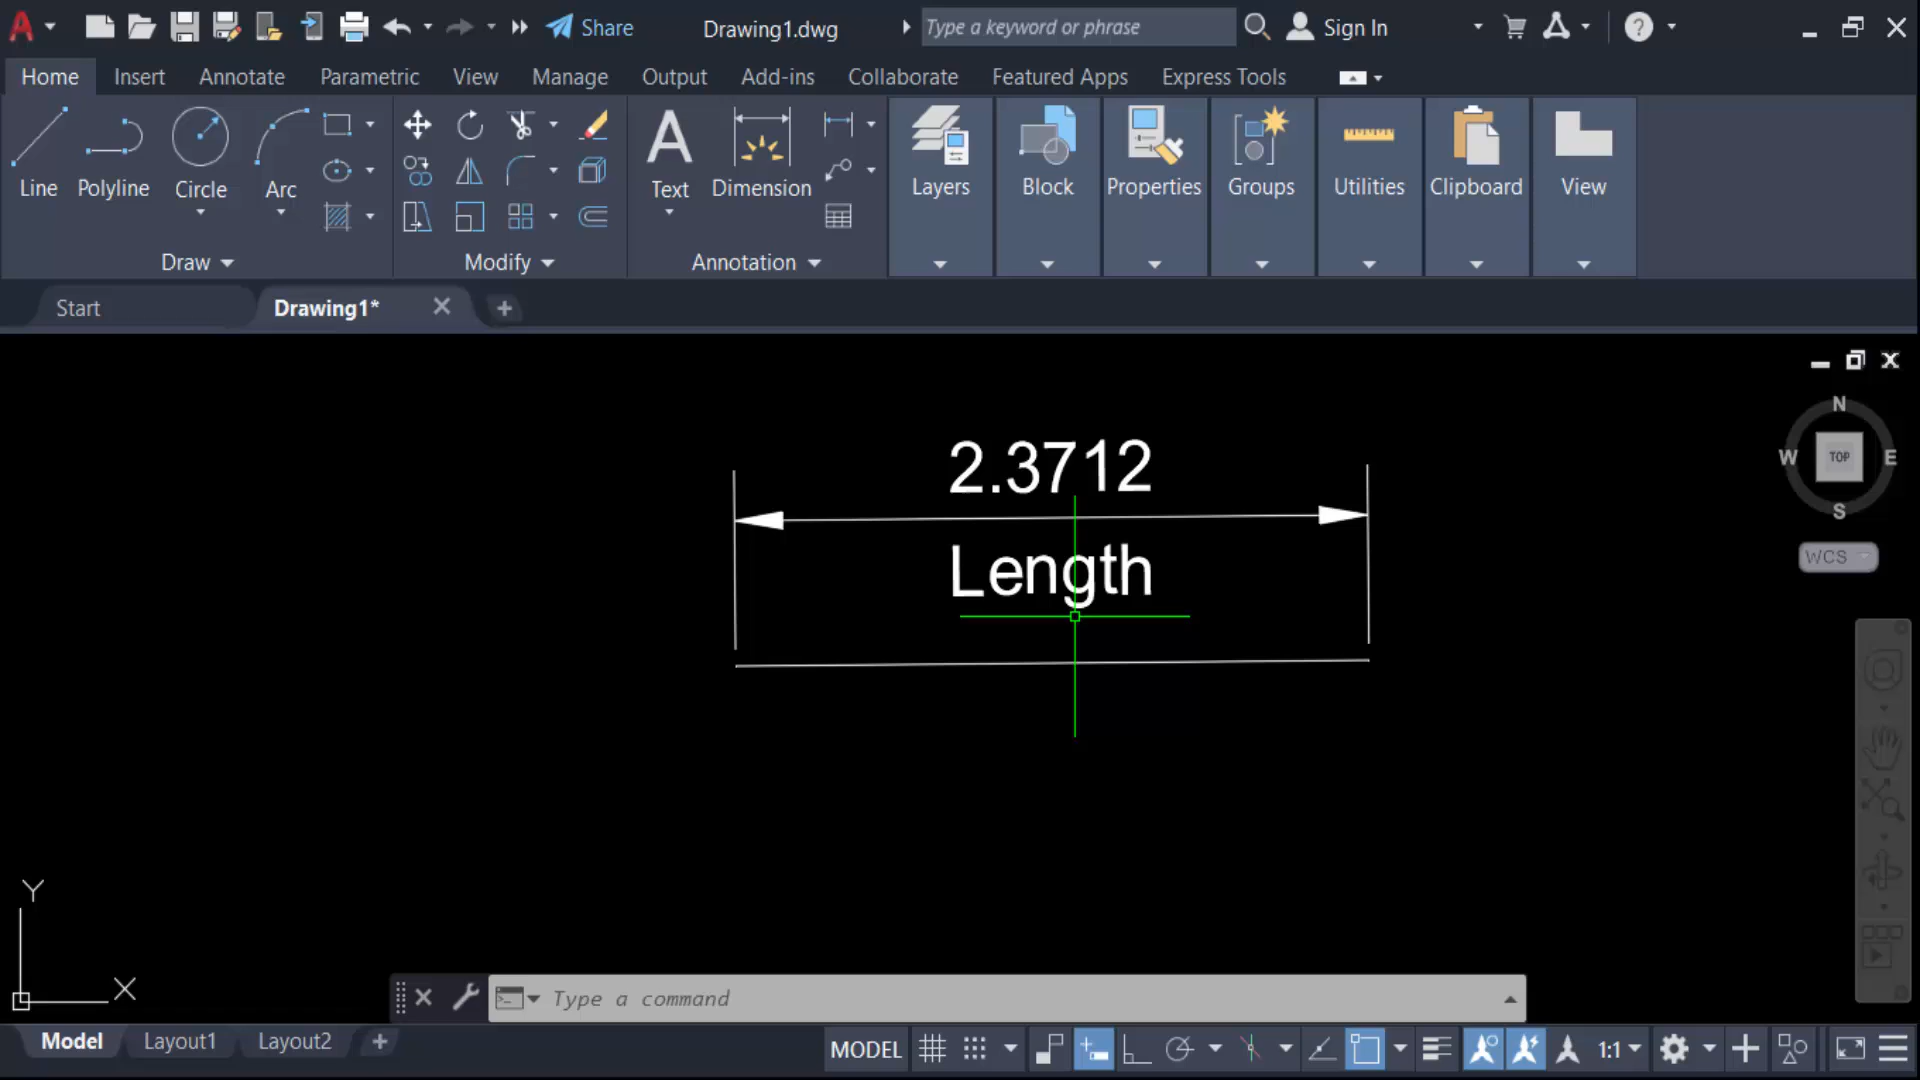 Share Drawing1.dwg Type a keyword or phrase Sign In
Home Insert Annotate Parametric View Manage Output Add-ins Collaborate Featured Apps Express Tools
Line Polyline Circle Arc Text Dimension Layers Block Properties Groups Utilities Clipboard View
Draw Modify Annotation
Start Drawing1*
N
W TOP E
S
WCS
2.3712
Length
Y
X
Type a command
Model Layout1 Layout2 MODEL 1:1